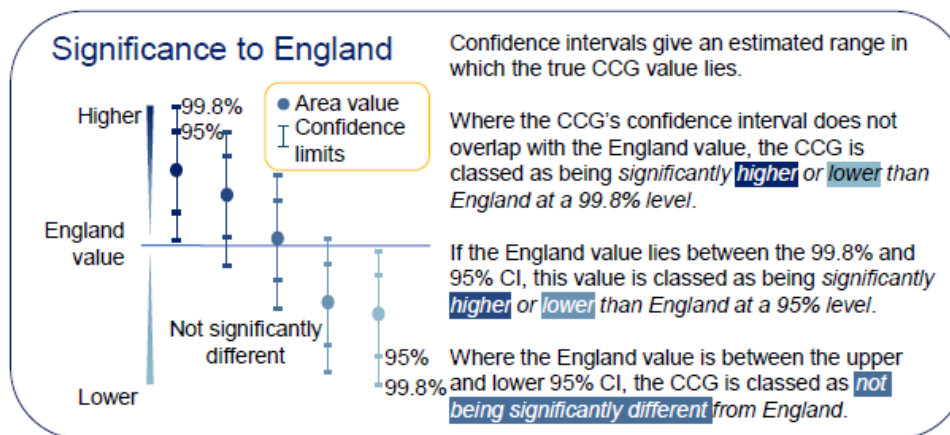 Significance to England
Higher
99.8%
95%
Area value
Confidence
limits
England
value
Not significantly
different
95%
99.8%
Lower
Confidence intervals give an estimated range in
which the true CCG value lies.
Where the CCG's confidence interval does not
overlap with the England value, the CCG is
classed as being significantly higher or lower than
England at a 99.8% level.
If the England value lies between the 99.8% and
95% CI, this value is classed as being significantly
higher or lower than England at a 95% level.
Where the England value is between the upper
and lower 95% CI, the CCG is classed as not
being significantly different from England.